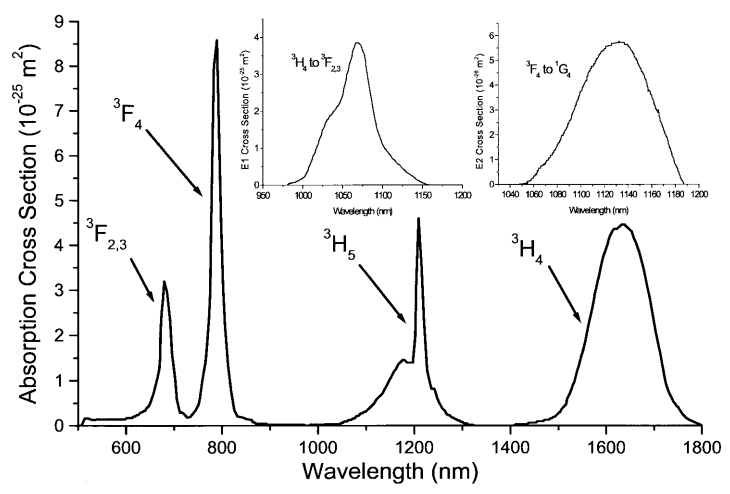 Absorption Cross Section (10⁻²⁵ m²)
9
8
7
6
5
4
3
2
1
0
600 800 1000 1200 1400 1600 1800
Wavelength (nm)
³F₂,₃
³F₄
³H₅
³H₄
E1 Cross Section (10⁻²⁵ m²)
4
3
2
1
0
950 1000 1050 1100 1150 1200
Wavelength (nm)
³H₄ to ³F₂,₃
E2 Cross Section (10⁻²⁶ m²)
6
5
4
3
2
1
0
1040 1060 1080 1100 1120 1140 1160 1180 1200
Wavelength (nm)
³F₄ to ¹G₄